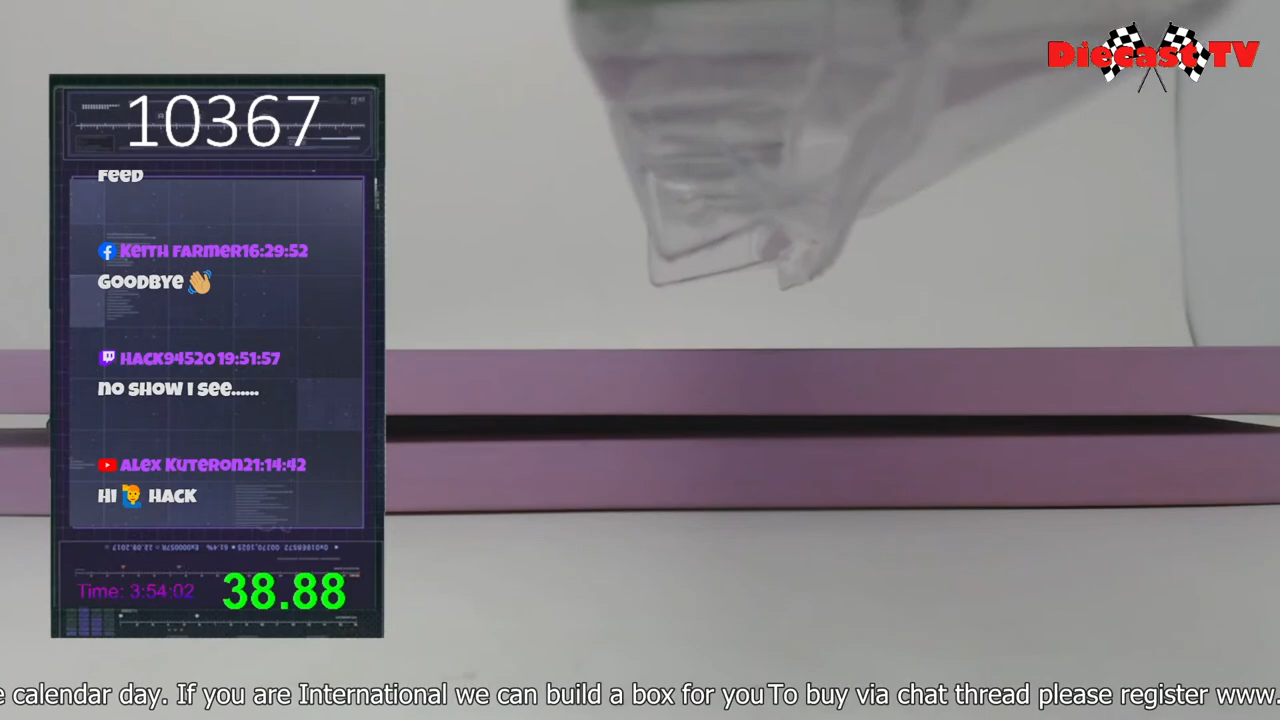 Diecast TV
10367
FEED
Keith Farmer16:29:52
GOODBYE 👋
HACK94520 19:51:57
no show I see......
Alex Kuteron21:14:42
HI 🙋 HACK
Time: 3:54:02
38.88
e calendar day. If you are International we can build a box for you To buy via chat thread please register www.